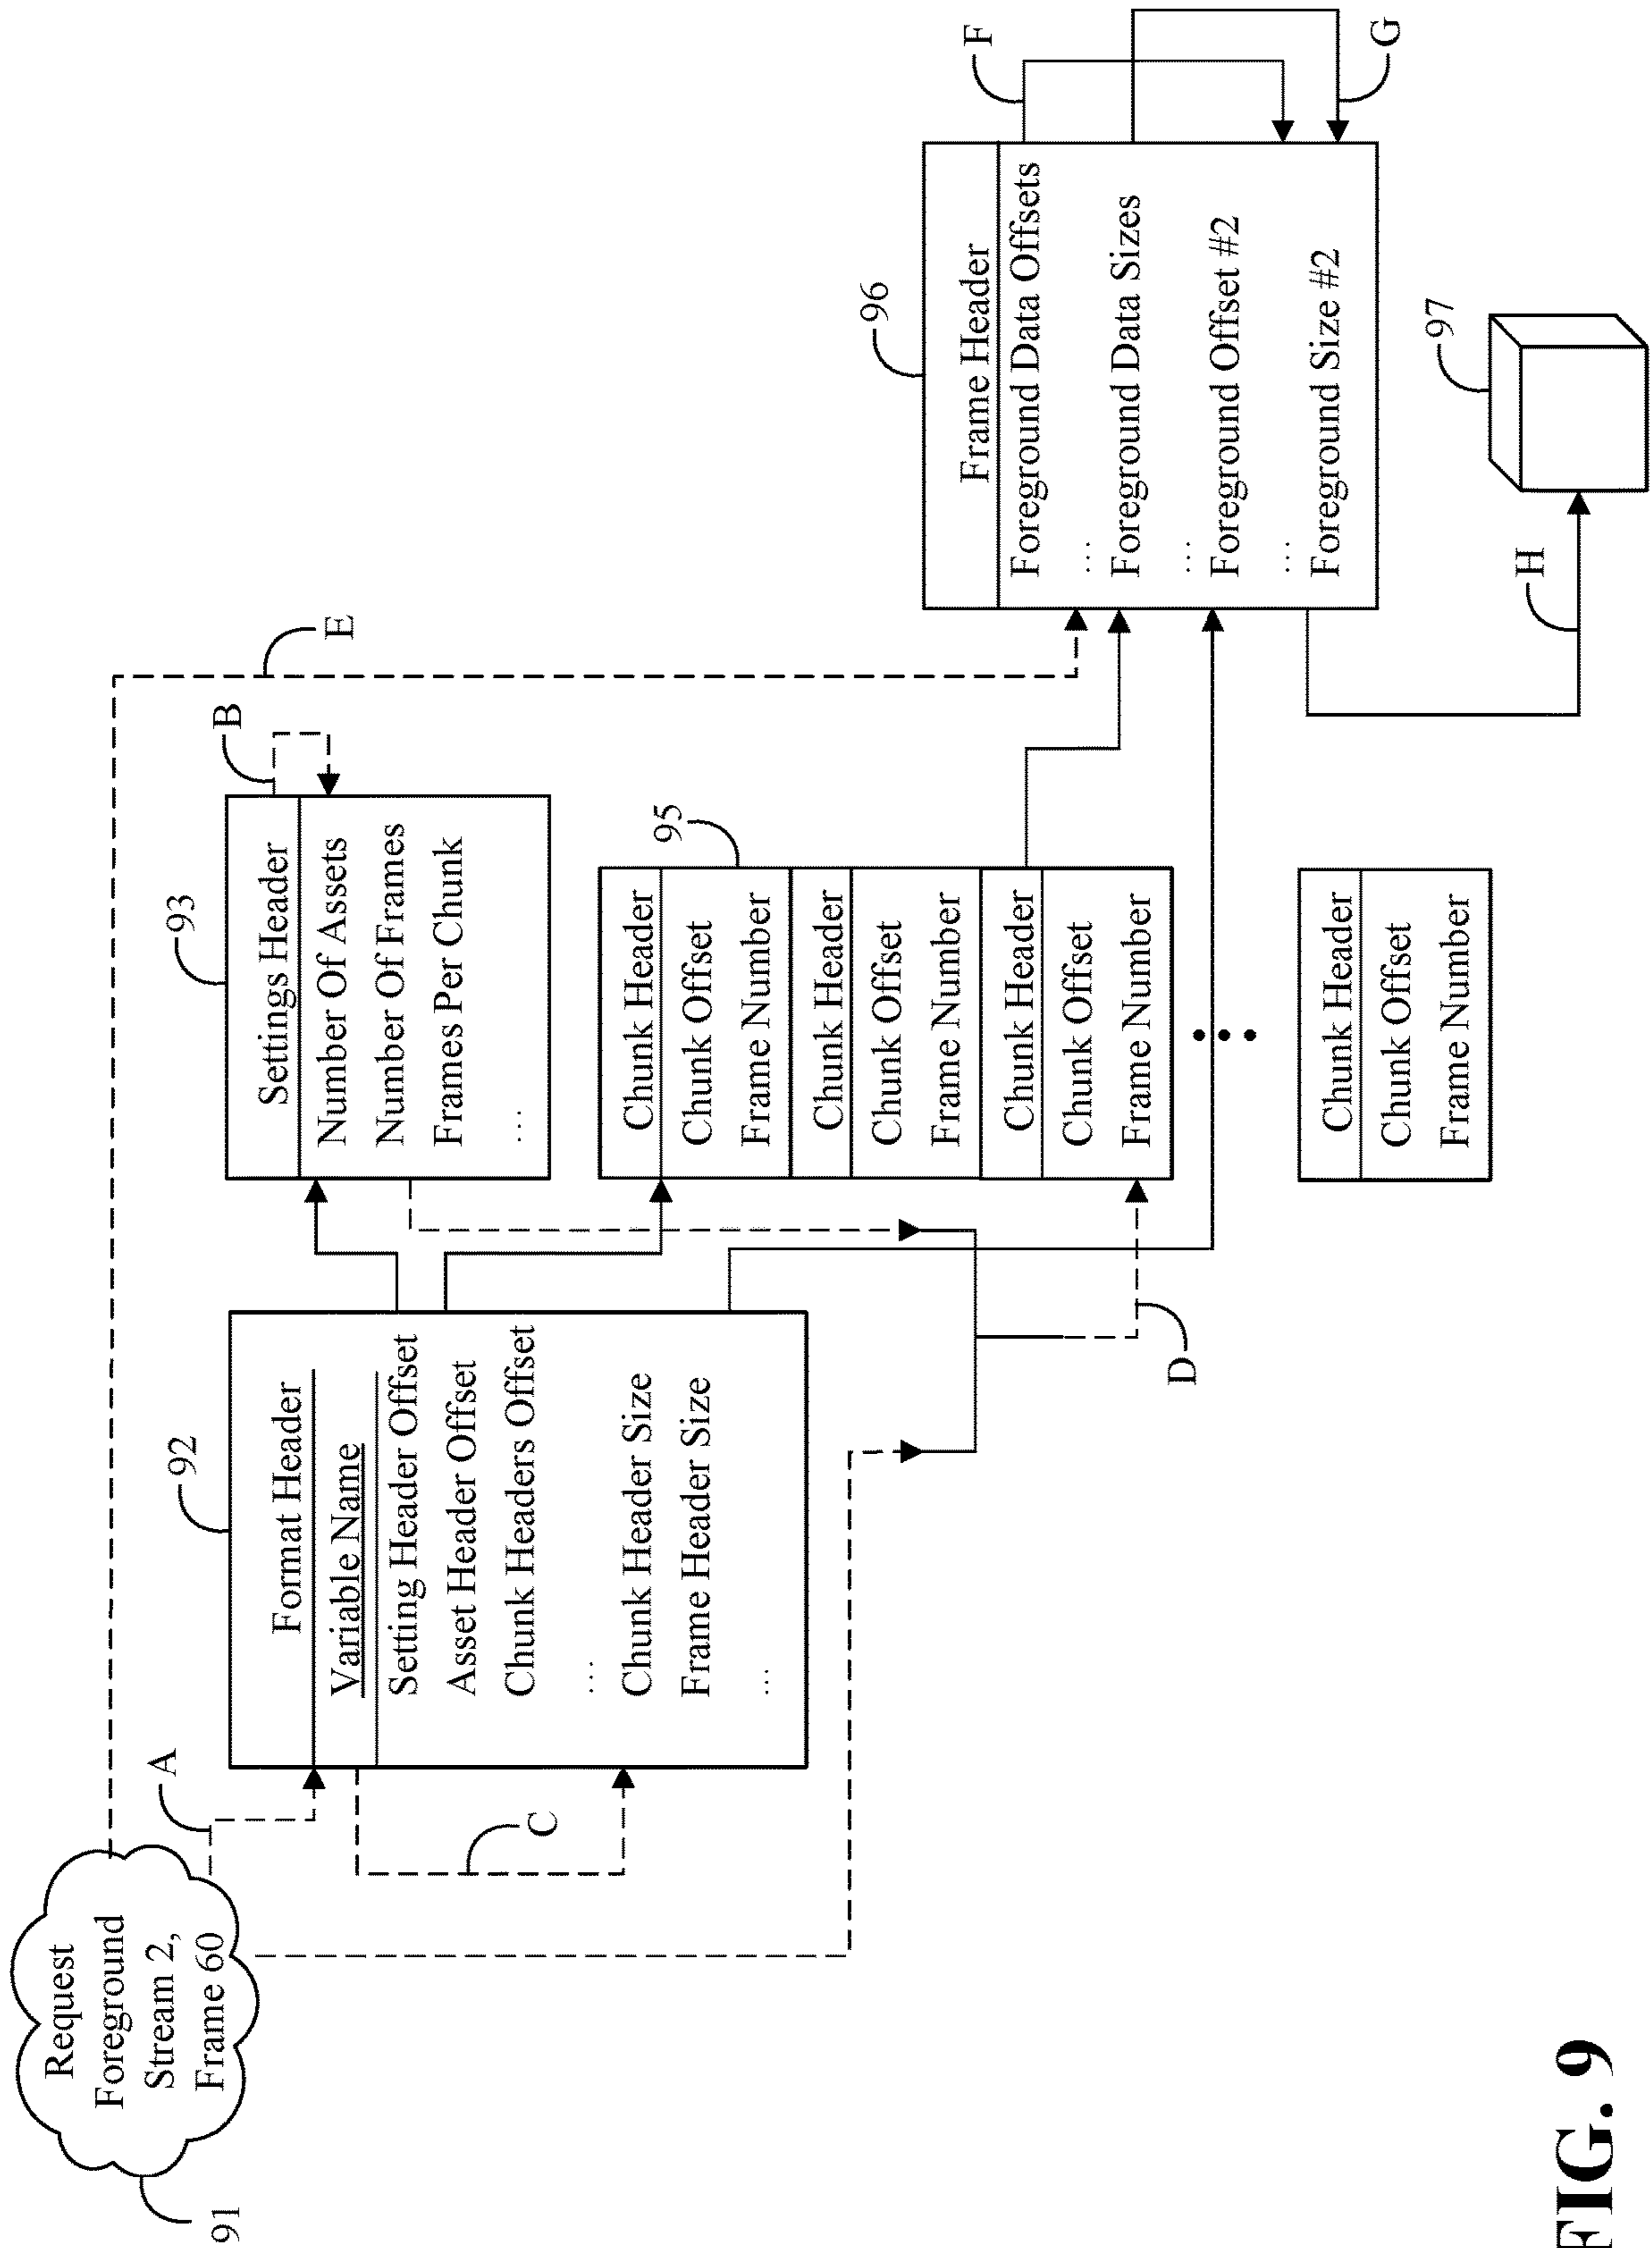 91
Request
Foreground
Stream 2,
Frame 60
A
92
Format Header
Variable Name
Setting Header Offset
Asset Header Offset
Chunk Headers Offset
...
Chunk Header Size
Frame Header Size
...
C
93
Settings Header
Number Of Assets
Number Of Frames
Frames Per Chunk
...
B
E
D
95
Chunk Header
Chunk Offset
Frame Number
Chunk Header
Chunk Offset
Frame Number
Chunk Header
Chunk Offset
Frame Number
Chunk Header
Chunk Offset
Frame Number
96
Frame Header
Foreground Data Offsets
...
Foreground Data Sizes
...
Foreground Offset #2
...
Foreground Size #2
F
G
H
97
FIG. 9